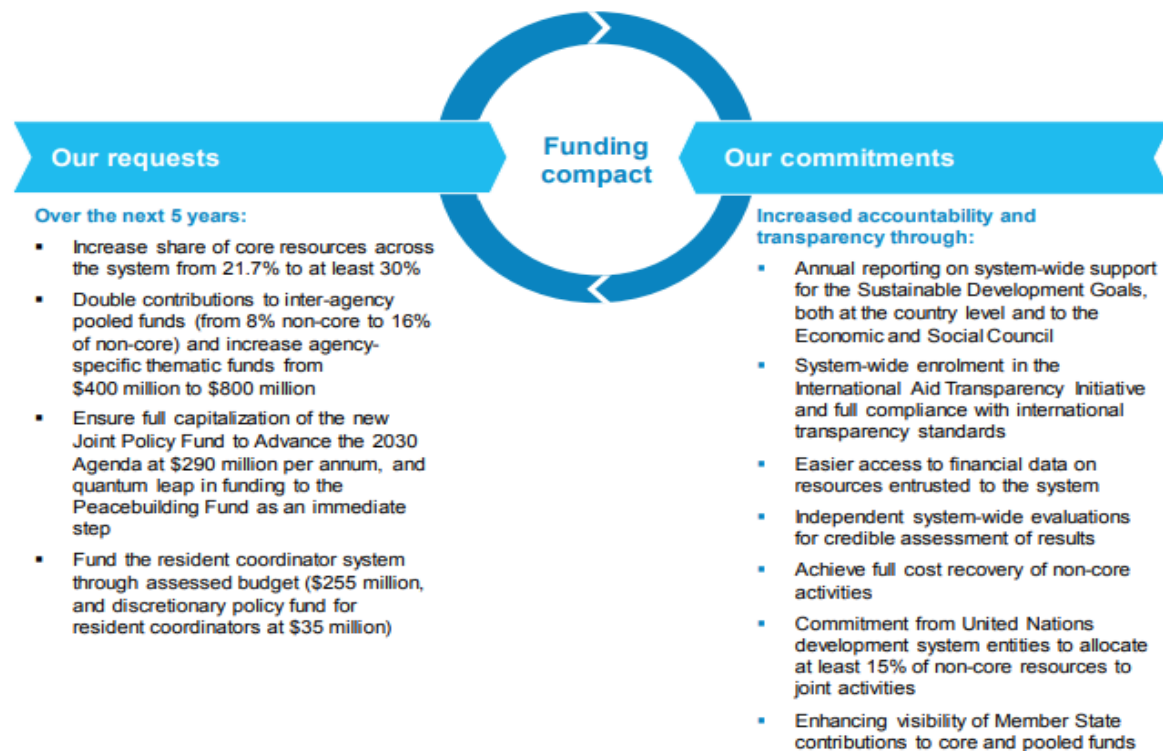 Our requests
Funding
compact
Our commitments
Over the next 5 years:
▪ Increase share of core resources across
the system from 21.7% to at least 30%
▪ Double contributions to inter-agency
pooled funds (from 8% non-core to 16%
of non-core) and increase agency-
specific thematic funds from
$400 million to $800 million
▪ Ensure full capitalization of the new
Joint Policy Fund to Advance the 2030
Agenda at $290 million per annum, and
quantum leap in funding to the
Peacebuilding Fund as an immediate
step
▪ Fund the resident coordinator system
through assessed budget ($255 million,
and discretionary policy fund for
resident coordinators at $35 million)
Increased accountability and
transparency through:
▪ Annual reporting on system-wide support
for the Sustainable Development Goals,
both at the country level and to the
Economic and Social Council
▪ System-wide enrolment in the
International Aid Transparency Initiative
and full compliance with international
transparency standards
▪ Easier access to financial data on
resources entrusted to the system
▪ Independent system-wide evaluations
for credible assessment of results
▪ Achieve full cost recovery of non-core
activities
▪ Commitment from United Nations
development system entities to allocate
at least 15% of non-core resources to
joint activities
▪ Enhancing visibility of Member State
contributions to core and pooled funds